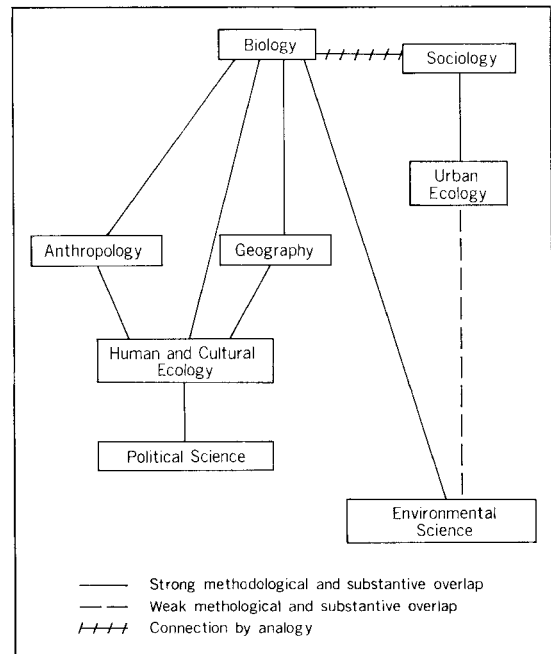 Biology
Sociology
Urban
Ecology
Anthropology
Geography
Human and Cultural
Ecology
Political Science
Environmental
Science
Strong methodological and substantive overlap
Weak methological and substantive overlap
Connection by analogy